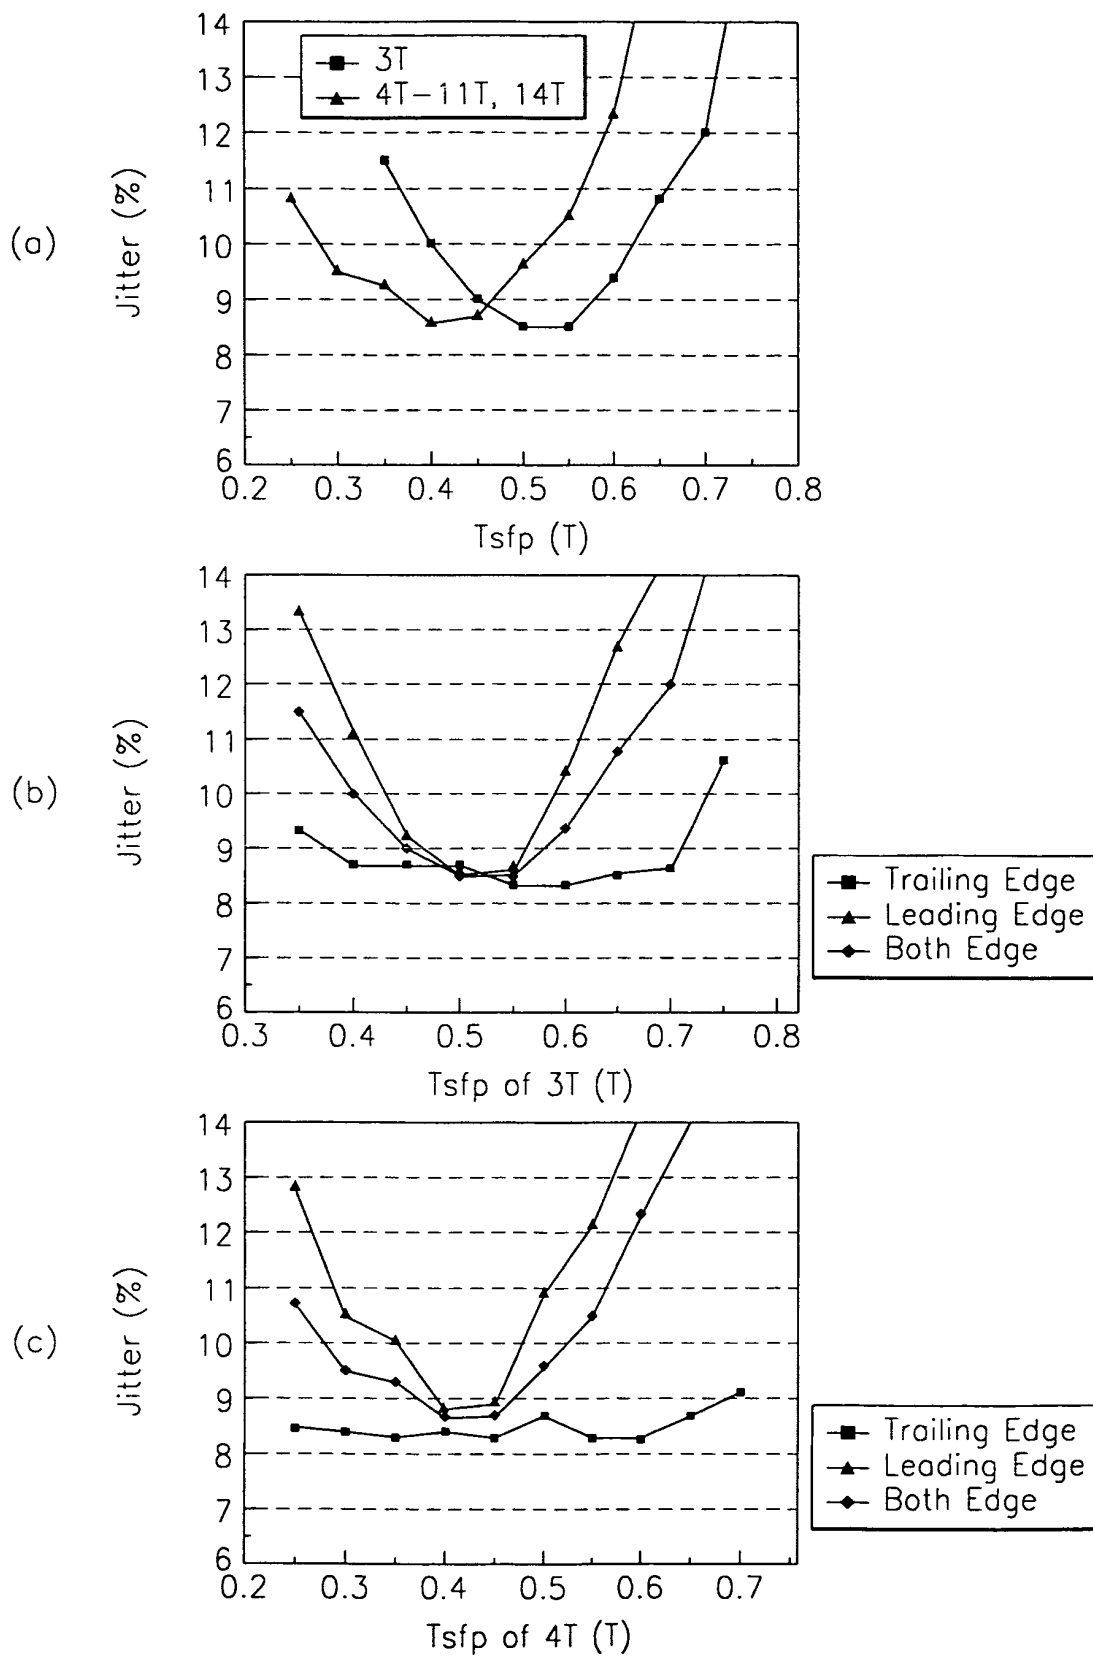 (a)
Jitter (%)
14
13
12
11
10
9
8
7
6
3T
4T-11T, 14T
0.2 0.3 0.4 0.5 0.6 0.7 0.8
Tsfp (T)
(b)
Jitter (%)
14
13
12
11
10
9
8
7
6
0.3 0.4 0.5 0.6 0.7 0.8
Tsfp of 3T (T)
Trailing Edge
Leading Edge
Both Edge
(c)
Jitter (%)
14
13
12
11
10
9
8
7
6
0.2 0.3 0.4 0.5 0.6 0.7
Tsfp of 4T (T)
Trailing Edge
Leading Edge
Both Edge